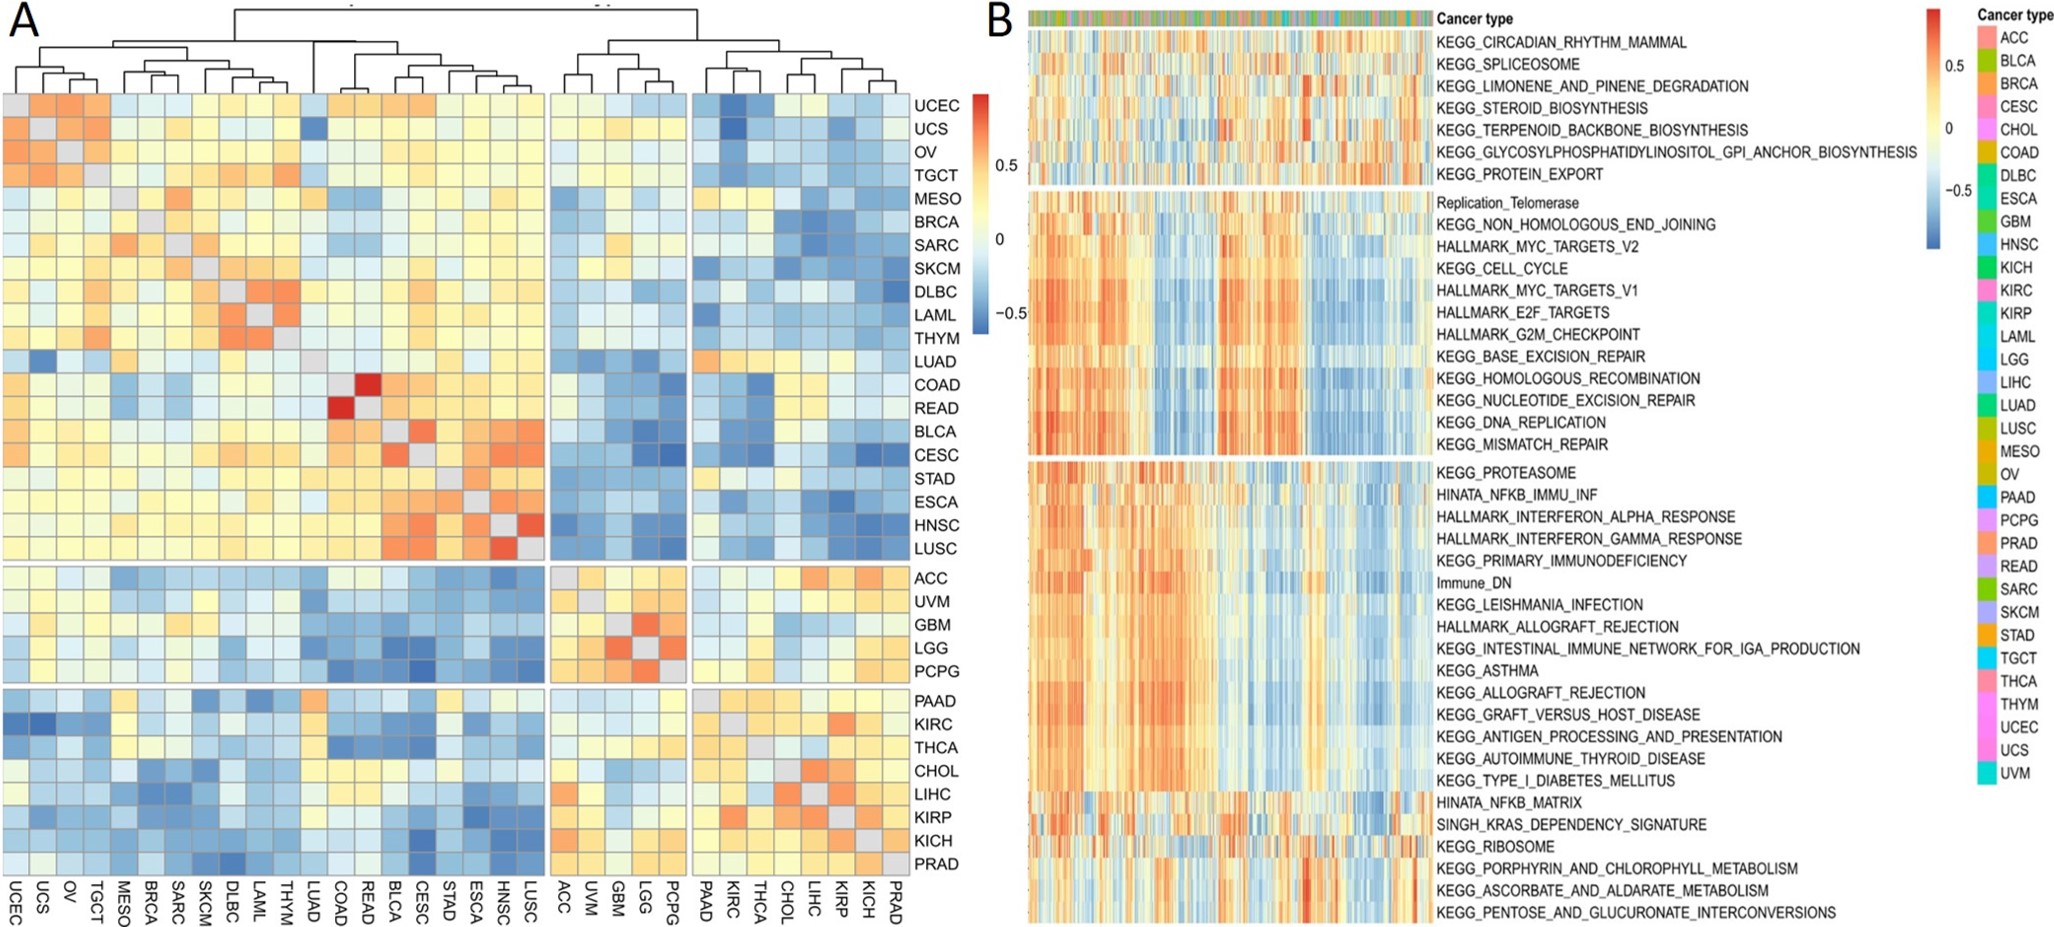 A
UCEC
UCS
OV
TGCT
MESO
BRCA
SARC
SKCM
DLBC
LAML
THYM
LUAD
COAD
READ
BLCA
CESC
STAD
ESCA
HNSC
LUSC
ACC
UVM
GBM
LGG
PCPG
PAAD
KIRC
THCA
CHOL
LIHC
KIRP
KICH
PRAD
0.5
0
−0.5
UCEC UCS OV TGCT MESO BRCA SARC SKCM DLBC LAML THYM LUAD COAD READ BLCA CESC STAD ESCA HNSC LUSC ACC UVM GBM LGG PCPG PAAD KIRC THCA CHOL LIHC KIRP KICH PRAD
B
Cancer type
KEGG_CIRCADIAN_RHYTHM_MAMMAL
KEGG_SPLICEOSOME
KEGG_LIMONENE_AND_PINENE_DEGRADATION
KEGG_STEROID_BIOSYNTHESIS
KEGG_TERPENOID_BACKBONE_BIOSYNTHESIS
KEGG_GLYCOSYLPHOSPHATIDYLINOSITOL_GPI_ANCHOR_BIOSYNTHESIS
KEGG_PROTEIN_EXPORT
Replication_Telomerase
KEGG_NON_HOMOLOGOUS_END_JOINING
HALLMARK_MYC_TARGETS_V2
KEGG_CELL_CYCLE
HALLMARK_MYC_TARGETS_V1
HALLMARK_E2F_TARGETS
HALLMARK_G2M_CHECKPOINT
KEGG_BASE_EXCISION_REPAIR
KEGG_HOMOLOGOUS_RECOMBINATION
KEGG_NUCLEOTIDE_EXCISION_REPAIR
KEGG_DNA_REPLICATION
KEGG_MISMATCH_REPAIR
KEGG_PROTEASOME
HINATA_NFKB_IMMU_INF
HALLMARK_INTERFERON_ALPHA_RESPONSE
HALLMARK_INTERFERON_GAMMA_RESPONSE
KEGG_PRIMARY_IMMUNODEFICIENCY
Immune_DN
KEGG_LEISHMANIA_INFECTION
HALLMARK_ALLOGRAFT_REJECTION
KEGG_INTESTINAL_IMMUNE_NETWORK_FOR_IGA_PRODUCTION
KEGG_ASTHMA
KEGG_ALLOGRAFT_REJECTION
KEGG_GRAFT_VERSUS_HOST_DISEASE
KEGG_ANTIGEN_PROCESSING_AND_PRESENTATION
KEGG_AUTOIMMUNE_THYROID_DISEASE
KEGG_TYPE_I_DIABETES_MELLITUS
HINATA_NFKB_MATRIX
SINGH_KRAS_DEPENDENCY_SIGNATURE
KEGG_RIBOSOME
KEGG_PORPHYRIN_AND_CHLOROPHYLL_METABOLISM
KEGG_ASCORBATE_AND_ALDARATE_METABOLISM
KEGG_PENTOSE_AND_GLUCURONATE_INTERCONVERSIONS
0.5
0
−0.5
Cancer type
ACC
BLCA
BRCA
CESC
CHOL
COAD
DLBC
ESCA
GBM
HNSC
KICH
KIRC
KIRP
LAML
LGG
LIHC
LUAD
LUSC
MESO
OV
PAAD
PCPG
PRAD
READ
SARC
SKCM
STAD
TGCT
THCA
THYM
UCEC
UCS
UVM